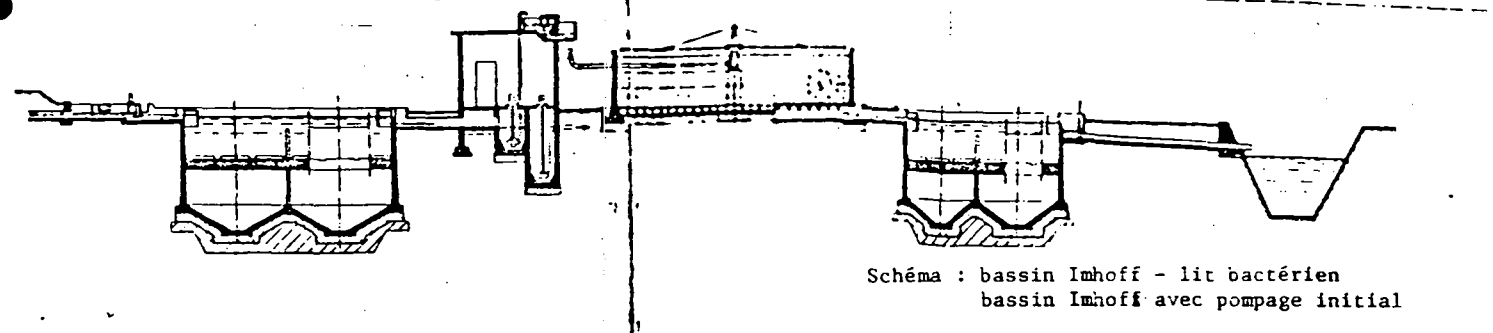 Schéma : bassin Imhoff - lit bactérien
bassin Imhoff avec pompage initial